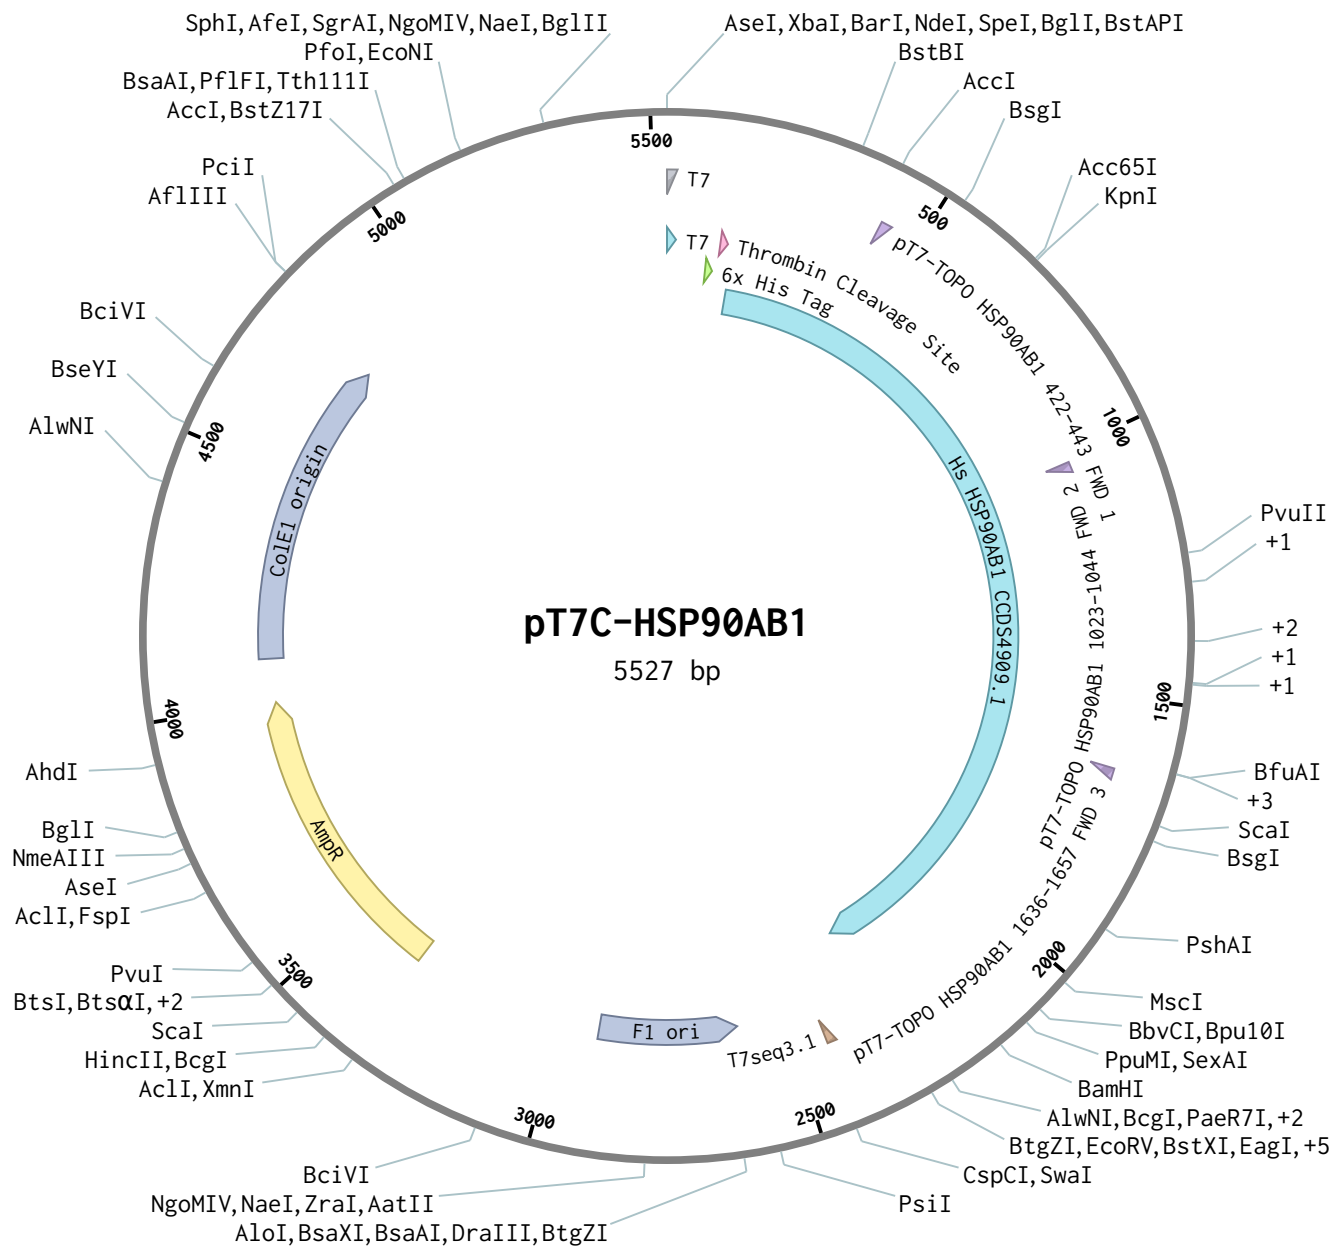 SphI,AfeI,SgrAI,NgoMIV,NaeI,BglII
AseI,XbaI,BarI,NdeI,SpeI,BglI,BstAPI
PfoI,EcoNI
BstBI
BsaAI,PflFI,Tth111I
AccI
AccI,BstZ17I
BsgI
5500
PciI
Acc65I
T7
AflIII
KpnI
500
5000
T7
Thrombin Cleavage Site
pT7-TOPO HSP90AB1 422-443 FWD 1
6x His Tag
BciVI
BseYI
AlwNI
1000
4500
ColE1 origin
Hs HSP90AB1 CCDS4909.1
pT7-TOPO HSP90AB1 1023-1044 FWD 2
PvuII
+1
pT7C-HSP90AB1
5527 bp
+2
+1
+1
4000
1500
AhdI
BfuAI
+3
pT7-TOPO HSP90AB1 1636-1657 FWD 3
BglI
ScaI
AmpR
NmeAIII
BsgI
AseI
AclI,FspI
PshAI
3500
2000
PvuI
BtsI,BtsαI,+2
MscI
ScaI
F1 ori
BbvCI,Bpu10I
T7seq3.1
HincII,BcgI
PpuMI,SexAI
AclI,XmnI
BamHI
3000
2500
AlwNI,BcgI,PaeR7I,+2
BtgZI,EcoRV,BstXI,EagI,+5
BciVI
CspCI,SwaI
NgoMIV,NaeI,ZraI,AatII
PsiI
AloI,BsaXI,BsaAI,DraIII,BtgZI